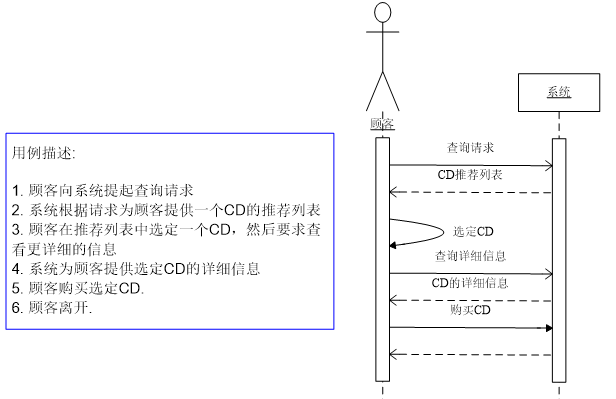 用例描述:
1. 顾客向系统提起查询请求
2. 系统根据请求为顾客提供一个CD的推荐列表
3. 顾客在推荐列表中选定一个CD，然后要求查
看更详细的信息
4. 系统为顾客提供选定CD的详细信息
5. 顾客购买选定CD.
6. 顾客离开.
顾客
系统
查询请求
CD推荐列表
选定CD
查询详细信息
CD的详细信息
购买CD